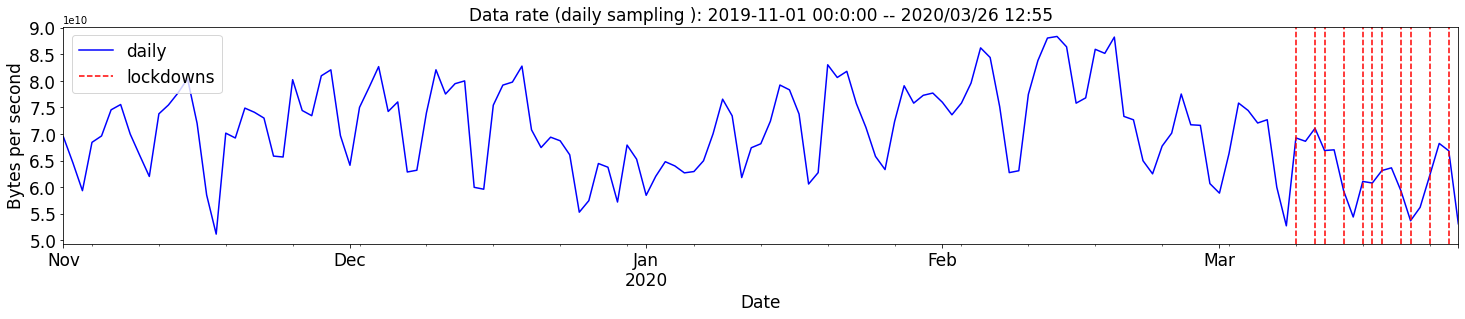 Data rate (daily sampling ): 2019-11-01 00:0:00 -- 2020/03/26 12:55
1e10
9.0
8.5
8.0
7.5
7.0
6.5
6.0
5.5
5.0
Bytes per second
daily
lockdowns
Nov Dec Jan Feb Mar
2020
Date